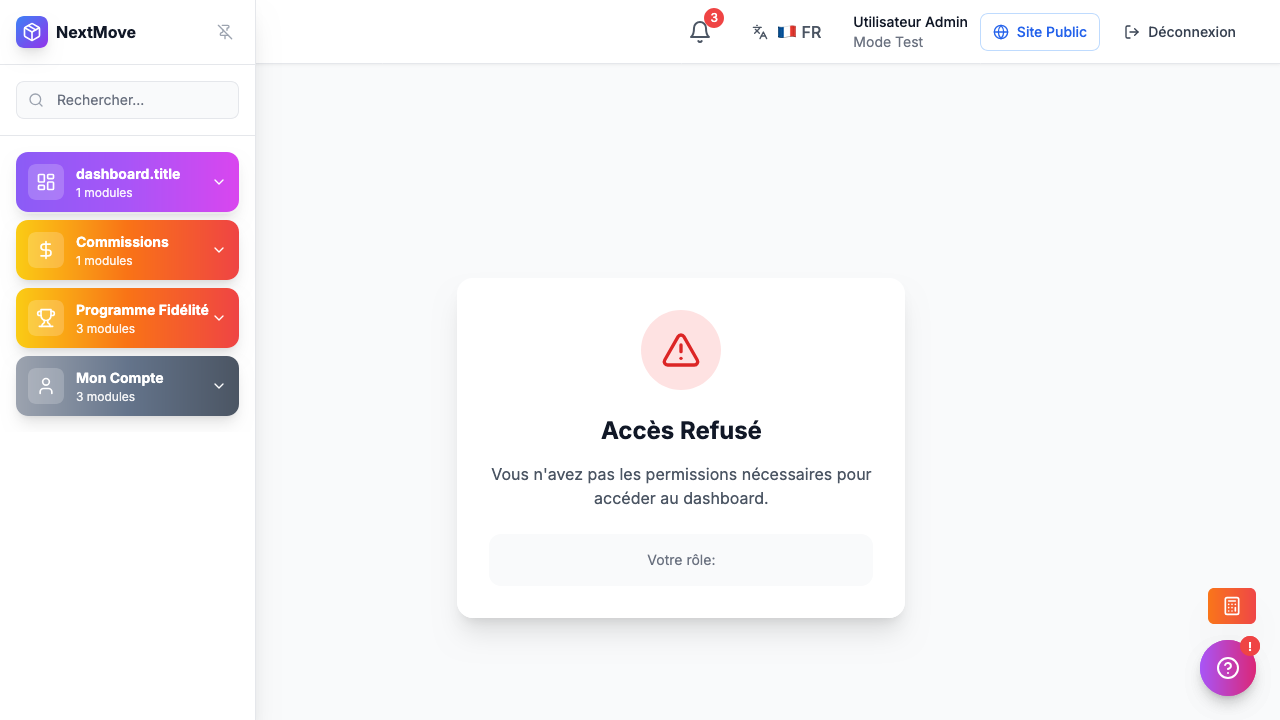 NextMove
3
FR
Utilisateur Admin
Mode Test
Site Public
Déconnexion
Rechercher...
dashboard.title
1 modules
Commissions
1 modules
Programme Fidélité
3 modules
Mon Compte
3 modules
Accès Refusé
Vous n'avez pas les permissions nécessaires pour
accéder au dashboard.
Votre rôle:
!